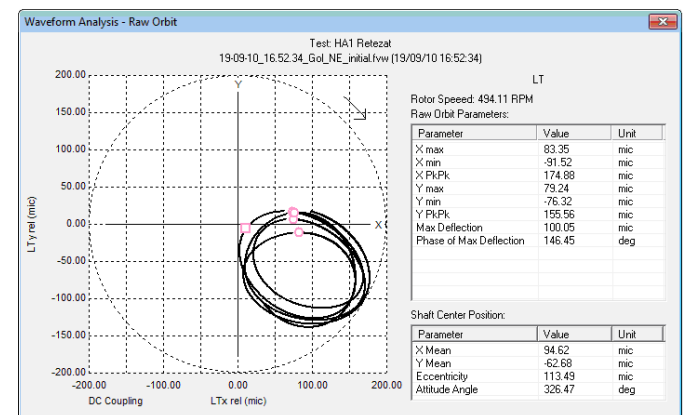 Waveform Analysis - Raw Orbit
Test: HA1 Retezat
19-09-10_16.52.34_Gol_NE_initial.fvw (19/09/10 16:52:34)
LT
Rotor Speeed: 494.11 RPM
Raw Orbit Parameters:
Parameter Value Unit
X max 83.35 mic
X min -91.52 mic
X PkPk 174.88 mic
Y max 79.24 mic
Y min -76.32 mic
Y PkPk 155.56 mic
Max Deflection 100.05 mic
Phase of Max Deflection 146.45 deg
Shaft Center Position:
Parameter Value Unit
X Mean 94.62 mic
Y Mean -62.68 mic
Eccentricity 113.49 mic
Attitude Angle 326.47 deg
200.00
150.00
100.00
50.00
0.00
-50.00
-100.00
-150.00
-200.00
LTy rel (mic)
Y
X
-200.00 -100.00 0.00 100.00 200.00
DC Coupling LTx rel (mic)